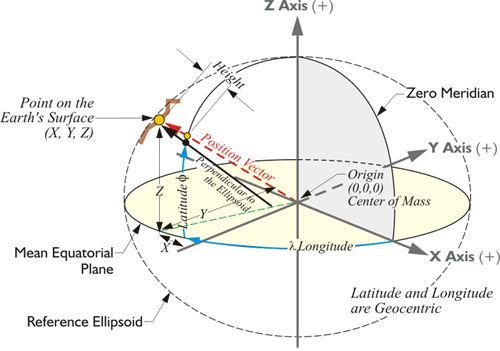 Z Axis (+)
Height
Point on the
Earth's Surface
(X, Y, Z)
Zero Meridian
Position Vector
Y Axis (+)
Perpendicular to
the Ellipsoid
Origin
(0,0,0)
Center of Mass
Z
Latitude ϕ
Y
X
λ Longitude
X Axis (+)
Mean Equatorial
Plane
Latitude and Longitude
are Geocentric
Reference Ellipsoid